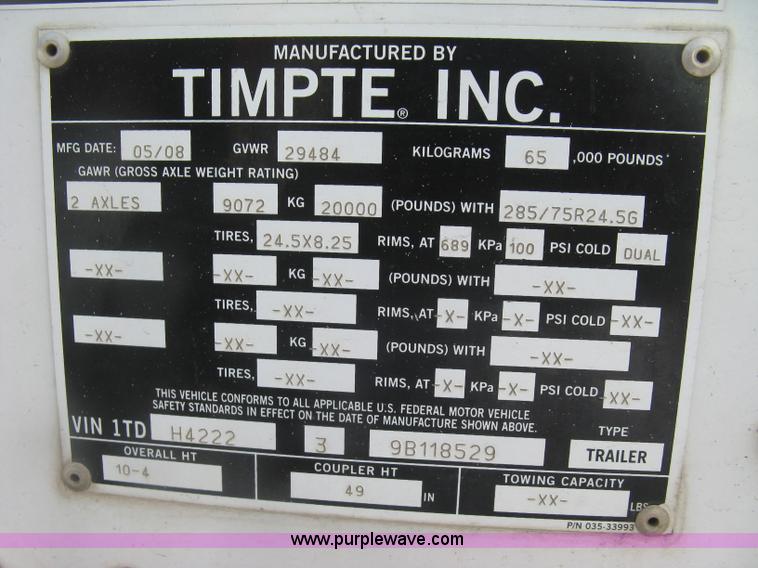 MANUFACTURED BY
TIMPTE® INC.
MFG DATE: 05/08 GVWR 29484 KILOGRAMS 65 ,000 POUNDS
GAWR (GROSS AXLE WEIGHT RATING)
2 AXLES 9072 KG 20000 (POUNDS) WITH 285/75R24.5G
TIRES, 24.5X8.25 RIMS, AT 689 KPa 100 PSI COLD DUAL
-XX- -XX- KG -XX- (POUNDS) WITH -XX-
TIRES, -XX- RIMS, AT -X- KPa -X- PSI COLD -XX-
-XX- -XX- KG -XX- (POUNDS) WITH -XX-
TIRES, -XX- RIMS, AT -X- KPa -X- PSI COLD -XX-
THIS VEHICLE CONFORMS TO ALL APPLICABLE U.S. FEDERAL MOTOR VEHICLE
SAFETY STANDARDS IN EFFECT ON THE DATE OF MANUFACTURE SHOWN ABOVE. TYPE
VIN 1TD H4222 3 9B118529 TRAILER
OVERALL HT COUPLER HT TOWING CAPACITY
10-4 49 IN -XX- LBS
P/N 035-33993
www.purplewave.com